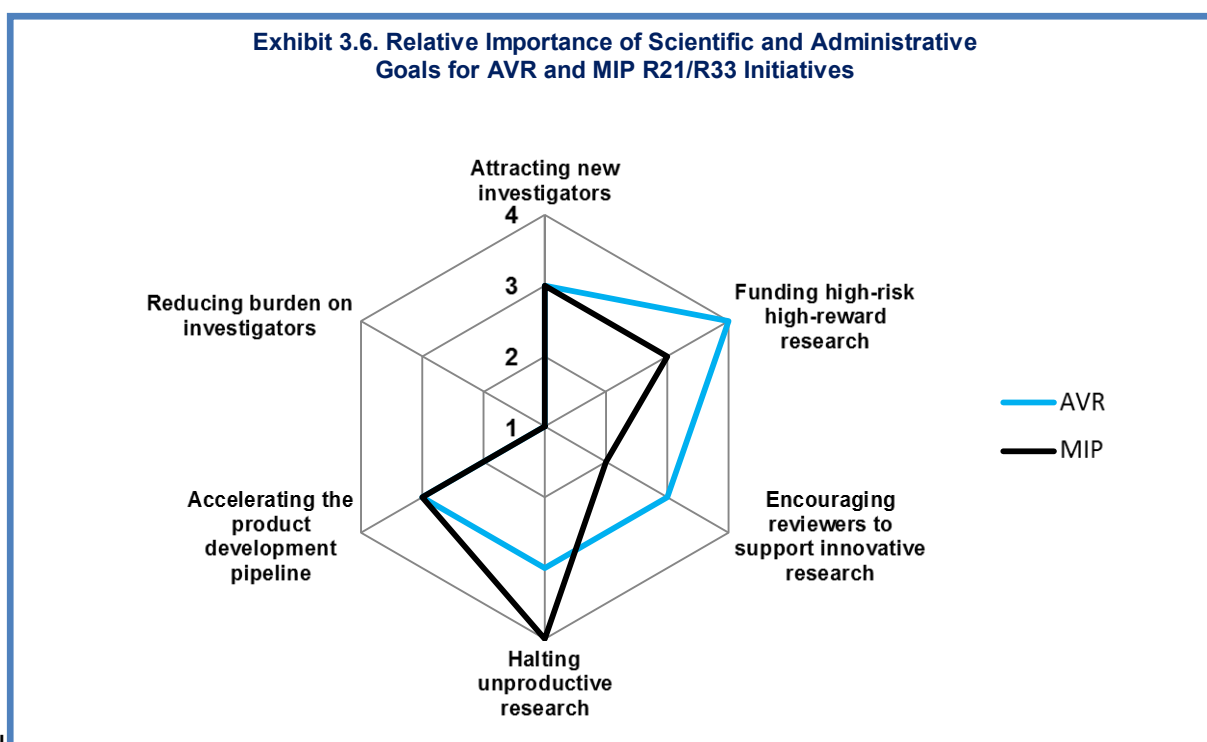 Exhibit 3.6. Relative Importance of Scientific and Administrative
Goals for AVR and MIP R21/R33 Initiatives
Attracting new
investigators
4
3
2
1
Funding high-risk
high-reward
research
Encouraging
reviewers to
support innovative
research
Halting
unproductive
research
Accelerating the
product
development
pipeline
Reducing burden on
investigators
AVR
MIP